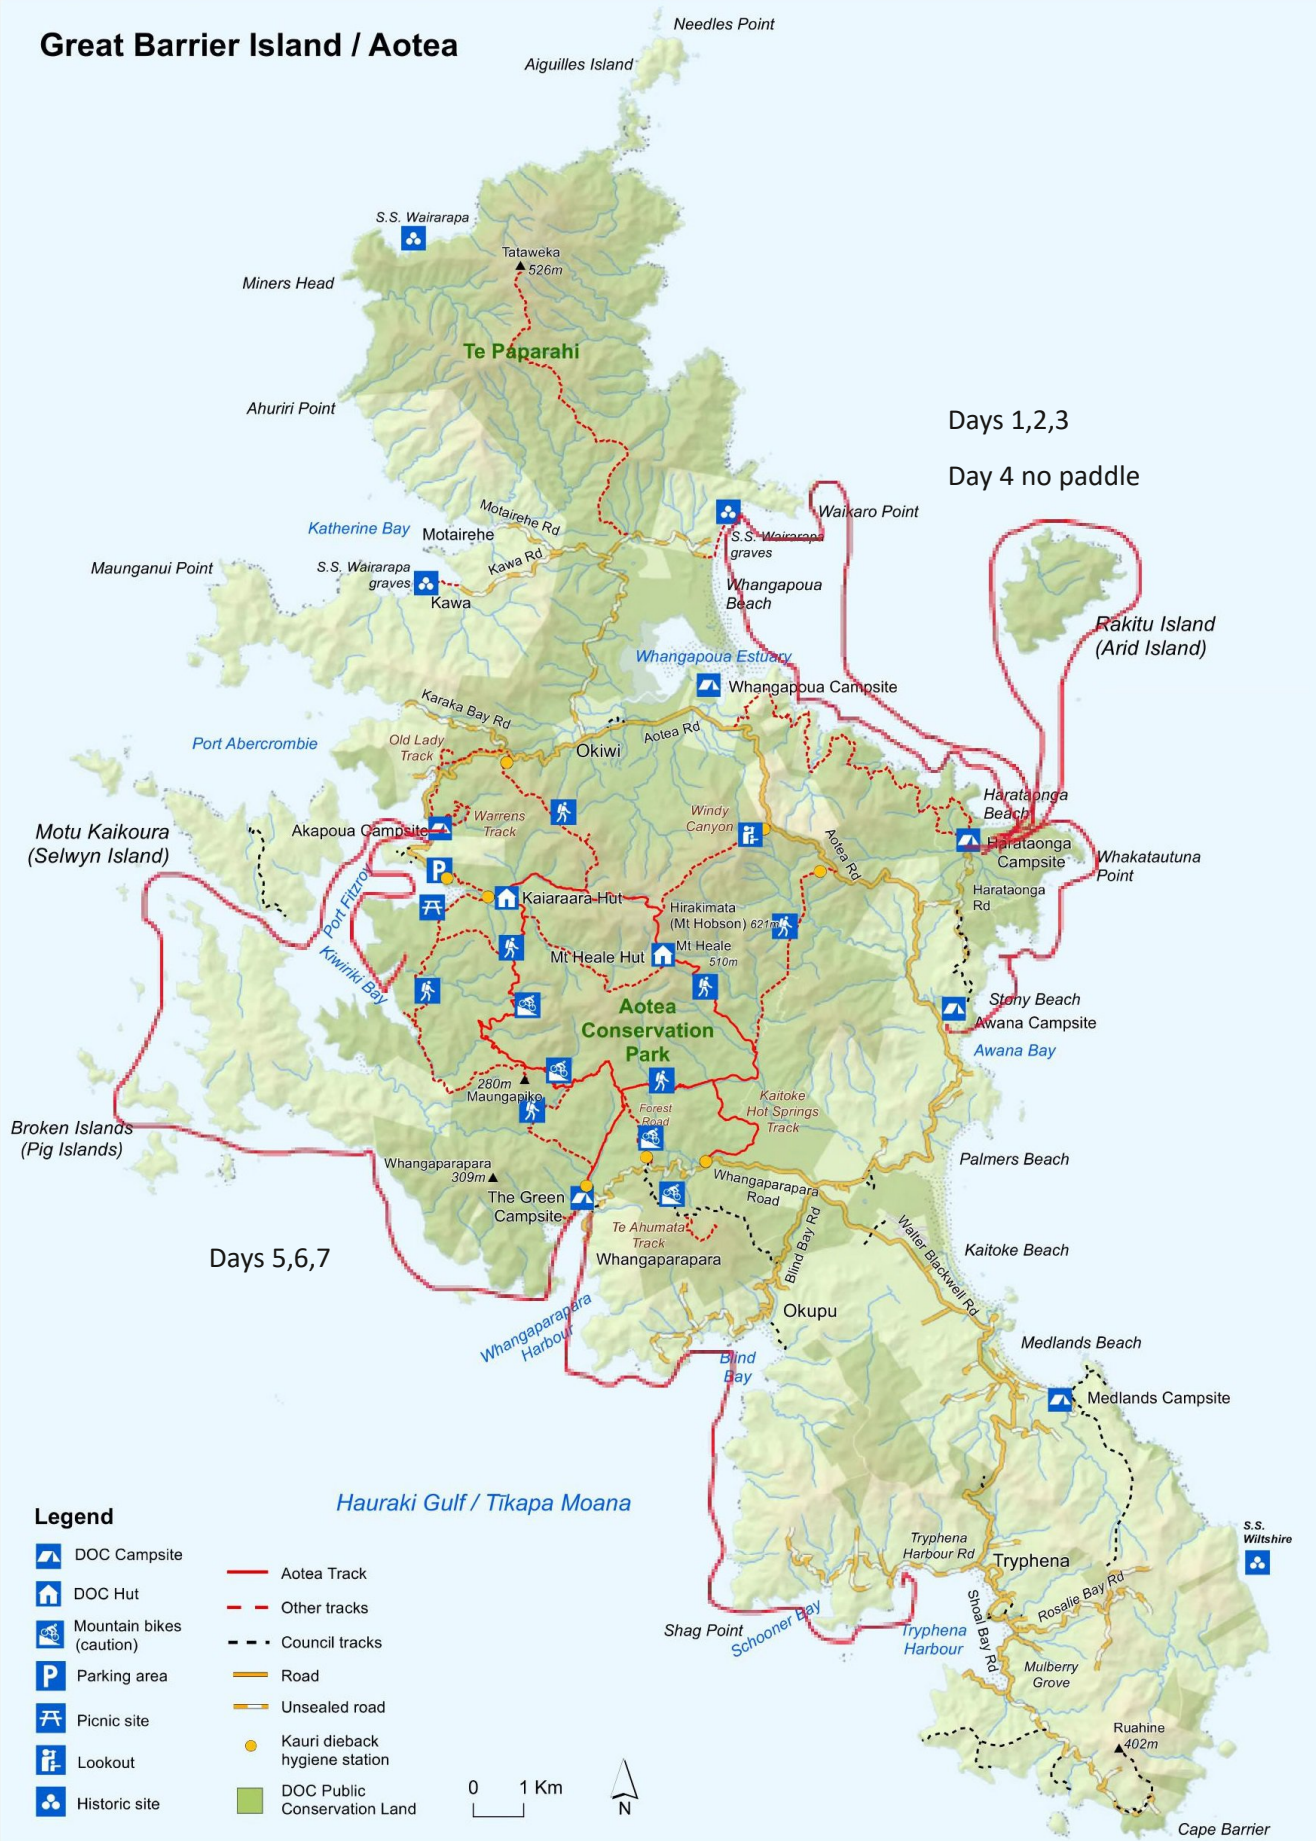 Great Barrier Island / Aotea
Needles Point
Aiguilles Island
S.S. Wairarapa
Tataweka
526m
Miners Head
Te Paparahi
Ahuriri Point
Days 1,2,3
Day 4 no paddle
Waikaro Point
Motairehe Rd
Katherine Bay
Motairehe
S.S. Wairarapa
graves
Kawa Rd
Maunganui Point
S.S. Wairarapa
graves
Kawa
Whangapoua
Beach
Rakitu Island
(Arid Island)
Whangapoua Estuary
Whangapoua Campsite
Karaka Bay Rd
Port Abercrombie
Old Lady
Track
Okiwi
Aotea Rd
Harataonga
Beach
Motu Kaikoura
(Selwyn Island)
Akapoua Campsite
Warrens
Track
Windy
Canyon
Aotea Rd
Harataonga
Campsite
Whakatautuna
Point
P
Port Fitzroy
Kaiaraara Hut
Harataonga
Rd
Hirakimata
(Mt Hobson) 621m
Mt Heale Hut
Mt Heale
510m
Kiwiriki Bay
Aotea
Conservation
Park
Stony Beach
Awana Campsite
Awana Bay
280m
Maungapiko
Forest
Road
Kaitoke
Hot Springs
Track
Broken Islands
(Pig Islands)
Whangaparapara
309m
Palmers Beach
The Green
Campsite
Whangaparapara
Road
Te Ahumata
Track
Whangaparapara
Blind Bay Rd
Walter Blackwell Rd
Kaitoke Beach
Days 5,6,7
Whangaparapara
Harbour
Okupu
Blind
Bay
Medlands Beach
Medlands Campsite
Hauraki Gulf / Tīkapa Moana
S.S.
Wiltshire
Tryphena
Harbour Rd
Tryphena
Rosalie Bay Rd
Shag Point
Schooner Bay
Tryphena
Harbour
Shoal Bay Rd
Mulberry
Grove
Ruahine
402m
Cape Barrier
Legend
DOC Campsite
DOC Hut
Mountain bikes
(caution)
P
Parking area
Picnic site
Lookout
Historic site
Aotea Track
Other tracks
Council tracks
Road
Unsealed road
Kauri dieback
hygiene station
DOC Public
Conservation Land
0 1 Km
N